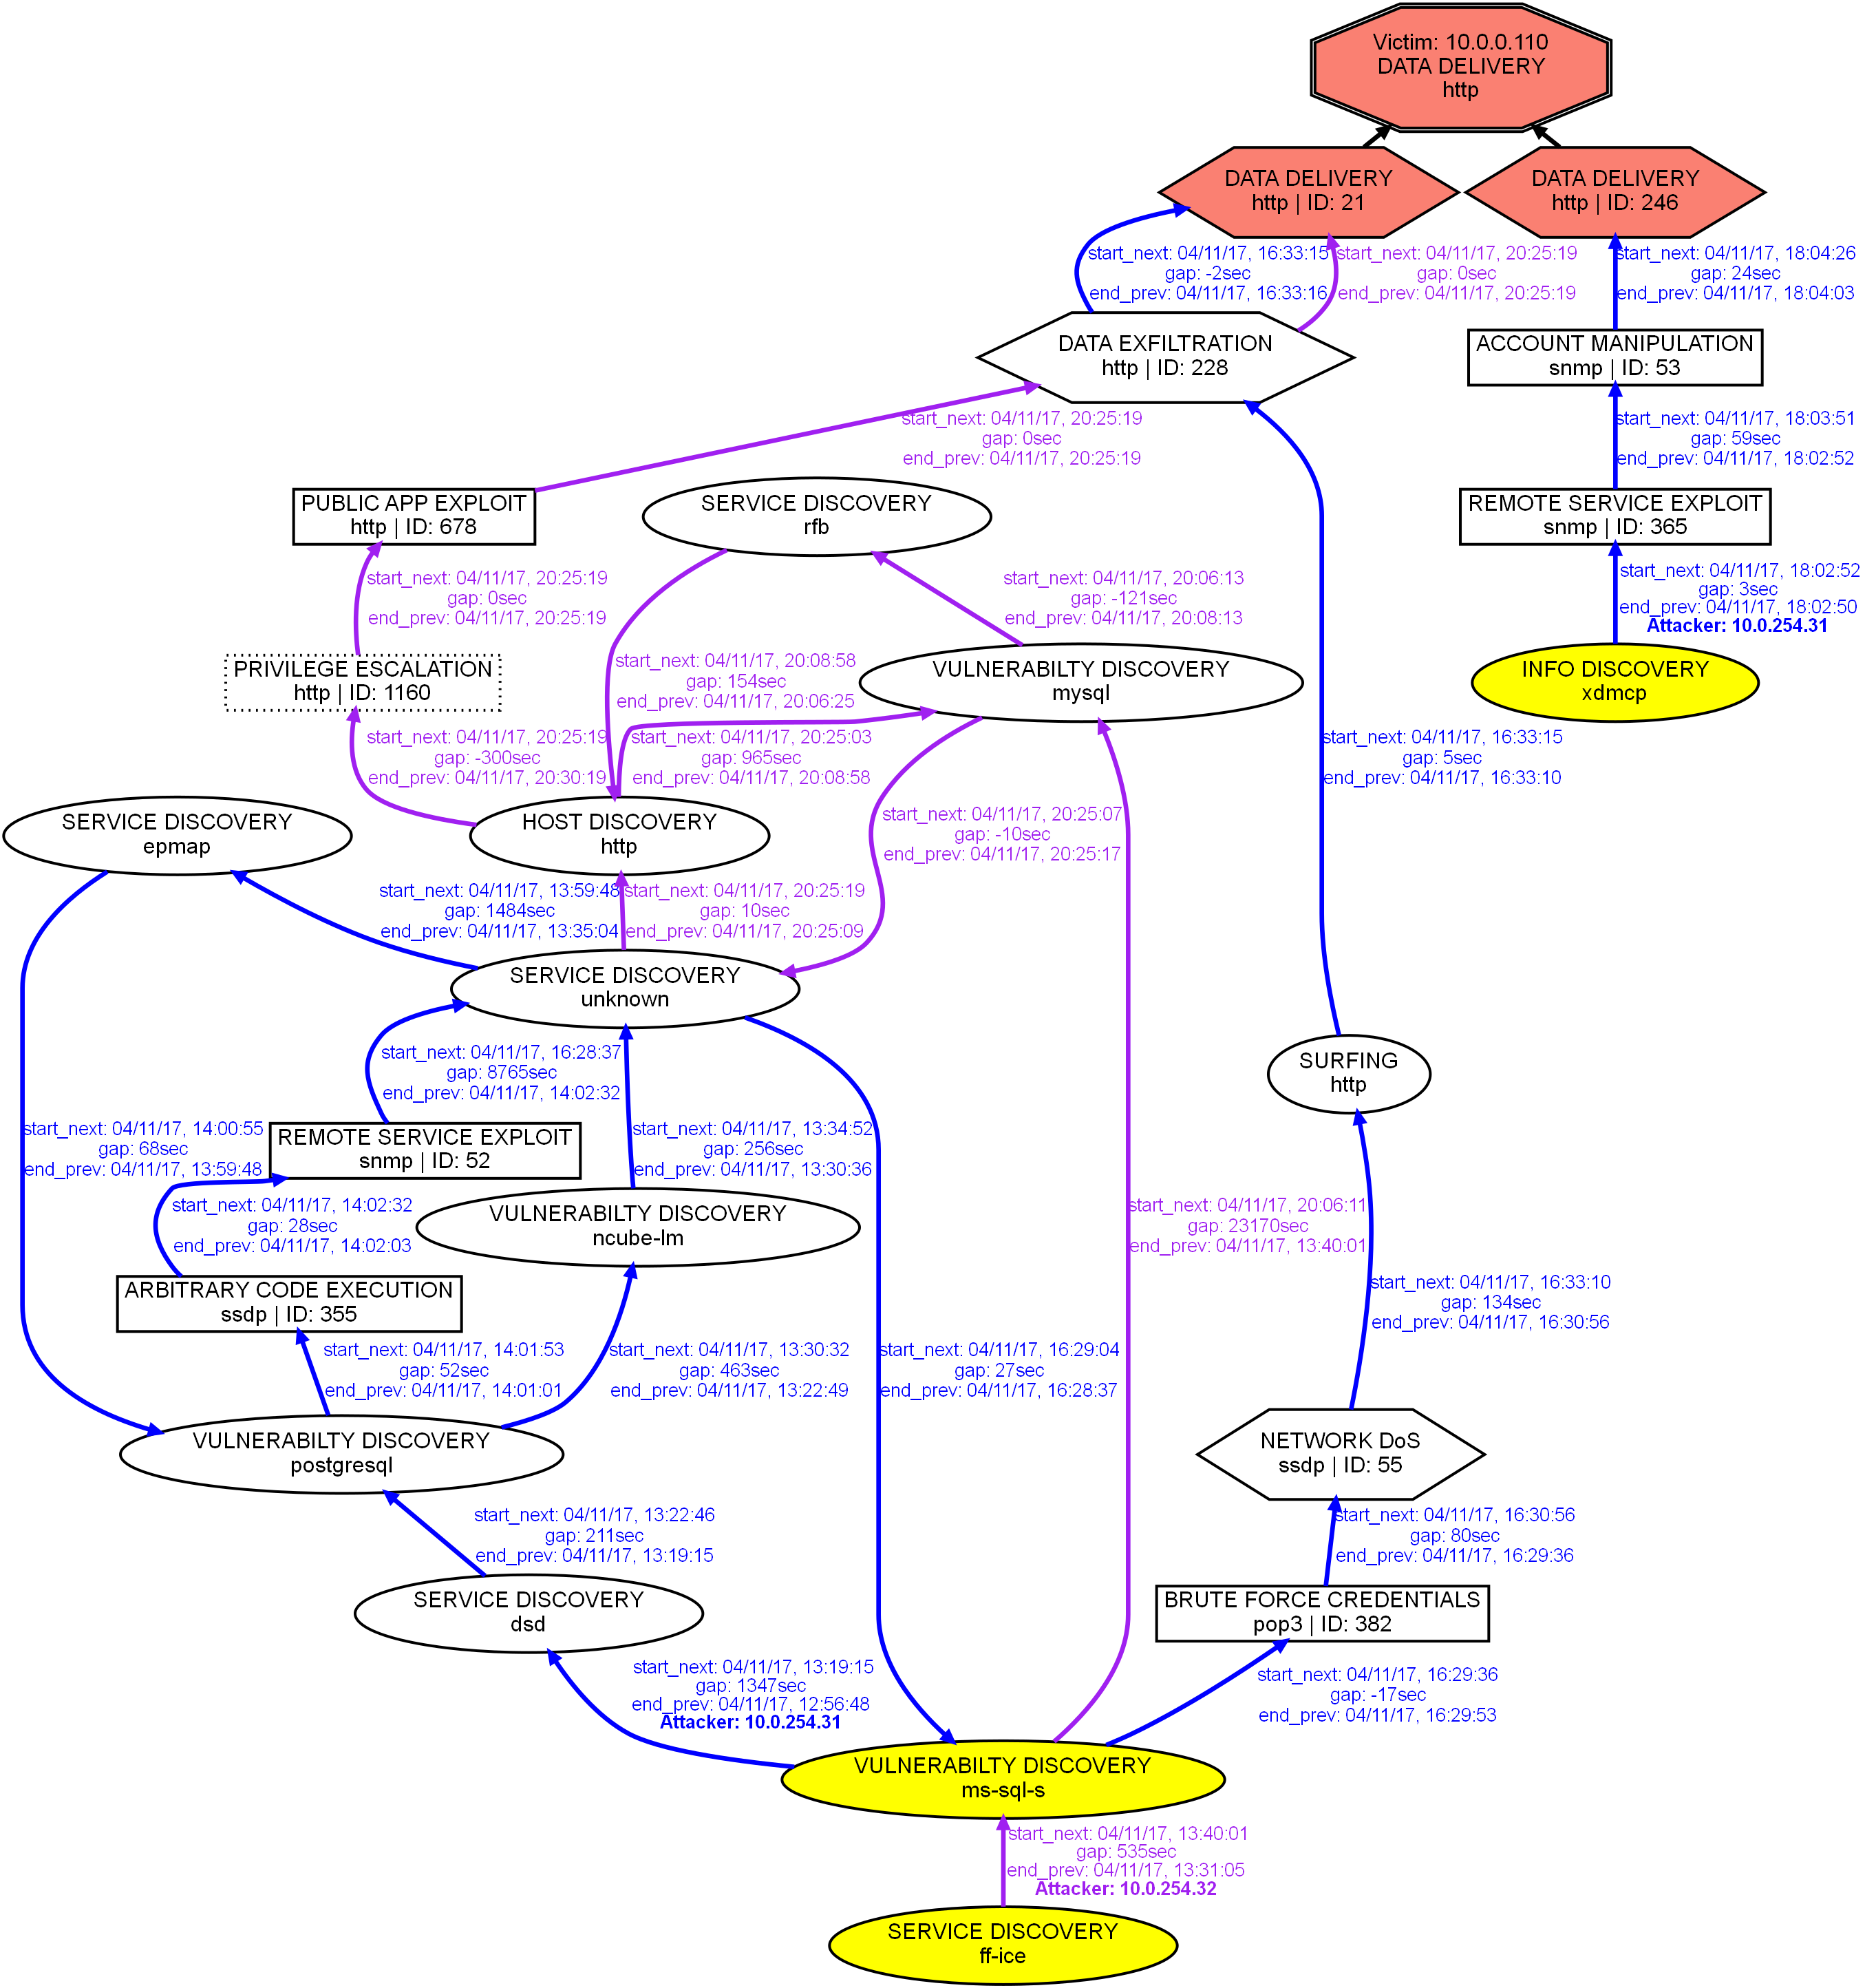 Victim: 10.0.0.110
DATA DELIVERY
http
DATA DELIVERY
http | ID: 21
DATA DELIVERY
http | ID: 246
start_next: 04/11/17, 16:33:15
gap: -2sec
end_prev: 04/11/17, 16:33:16
start_next: 04/11/17, 20:25:19
gap: 0sec
end_prev: 04/11/17, 20:25:19
start_next: 04/11/17, 18:04:26
gap: 24sec
end_prev: 04/11/17, 18:04:03
DATA EXFILTRATION
http | ID: 228
ACCOUNT MANIPULATION
snmp | ID: 53
start_next: 04/11/17, 20:25:19
gap: 0sec
end_prev: 04/11/17, 20:25:19
start_next: 04/11/17, 18:03:51
gap: 59sec
end_prev: 04/11/17, 18:02:52
PUBLIC APP EXPLOIT
http | ID: 678
SERVICE DISCOVERY
rfb
REMOTE SERVICE EXPLOIT
snmp | ID: 365
start_next: 04/11/17, 20:25:19
gap: 0sec
end_prev: 04/11/17, 20:25:19
start_next: 04/11/17, 20:06:13
gap: -121sec
end_prev: 04/11/17, 20:08:13
start_next: 04/11/17, 18:02:52
gap: 3sec
end_prev: 04/11/17, 18:02:50
Attacker: 10.0.254.31
PRIVILEGE ESCALATION
http | ID: 1160
start_next: 04/11/17, 20:08:58
gap: 154sec
end_prev: 04/11/17, 20:06:25
VULNERABILTY DISCOVERY
mysql
INFO DISCOVERY
xdmcp
start_next: 04/11/17, 20:25:19
gap: -300sec
end_prev: 04/11/17, 20:30:19
start_next: 04/11/17, 20:25:03
gap: 965sec
end_prev: 04/11/17, 20:08:58
start_next: 04/11/17, 16:33:15
gap: 5sec
end_prev: 04/11/17, 16:33:10
SERVICE DISCOVERY
epmap
HOST DISCOVERY
http
start_next: 04/11/17, 20:25:07
gap: -10sec
end_prev: 04/11/17, 20:25:17
start_next: 04/11/17, 13:59:48
gap: 1484sec
end_prev: 04/11/17, 13:35:04
start_next: 04/11/17, 20:25:19
gap: 10sec
end_prev: 04/11/17, 20:25:09
SERVICE DISCOVERY
unknown
start_next: 04/11/17, 16:28:37
gap: 8765sec
end_prev: 04/11/17, 14:02:32
SURFING
http
start_next: 04/11/17, 14:00:55
gap: 68sec
end_prev: 04/11/17, 13:59:48
REMOTE SERVICE EXPLOIT
snmp | ID: 52
start_next: 04/11/17, 13:34:52
gap: 256sec
end_prev: 04/11/17, 13:30:36
start_next: 04/11/17, 14:02:32
gap: 28sec
end_prev: 04/11/17, 14:02:03
VULNERABILTY DISCOVERY
ncube-lm
start_next: 04/11/17, 20:06:11
gap: 23170sec
end_prev: 04/11/17, 13:40:01
ARBITRARY CODE EXECUTION
ssdp | ID: 355
start_next: 04/11/17, 16:33:10
gap: 134sec
end_prev: 04/11/17, 16:30:56
start_next: 04/11/17, 14:01:53
gap: 52sec
end_prev: 04/11/17, 14:01:01
start_next: 04/11/17, 13:30:32
gap: 463sec
end_prev: 04/11/17, 13:22:49
start_next: 04/11/17, 16:29:04
gap: 27sec
end_prev: 04/11/17, 16:28:37
VULNERABILTY DISCOVERY
postgresql
NETWORK DoS
ssdp | ID: 55
start_next: 04/11/17, 13:22:46
gap: 211sec
end_prev: 04/11/17, 13:19:15
start_next: 04/11/17, 16:30:56
gap: 80sec
end_prev: 04/11/17, 16:29:36
SERVICE DISCOVERY
dsd
BRUTE FORCE CREDENTIALS
pop3 | ID: 382
start_next: 04/11/17, 13:19:15
gap: 1347sec
end_prev: 04/11/17, 12:56:48
Attacker: 10.0.254.31
start_next: 04/11/17, 16:29:36
gap: -17sec
end_prev: 04/11/17, 16:29:53
VULNERABILTY DISCOVERY
ms-sql-s
start_next: 04/11/17, 13:40:01
gap: 535sec
end_prev: 04/11/17, 13:31:05
Attacker: 10.0.254.32
SERVICE DISCOVERY
ff-ice